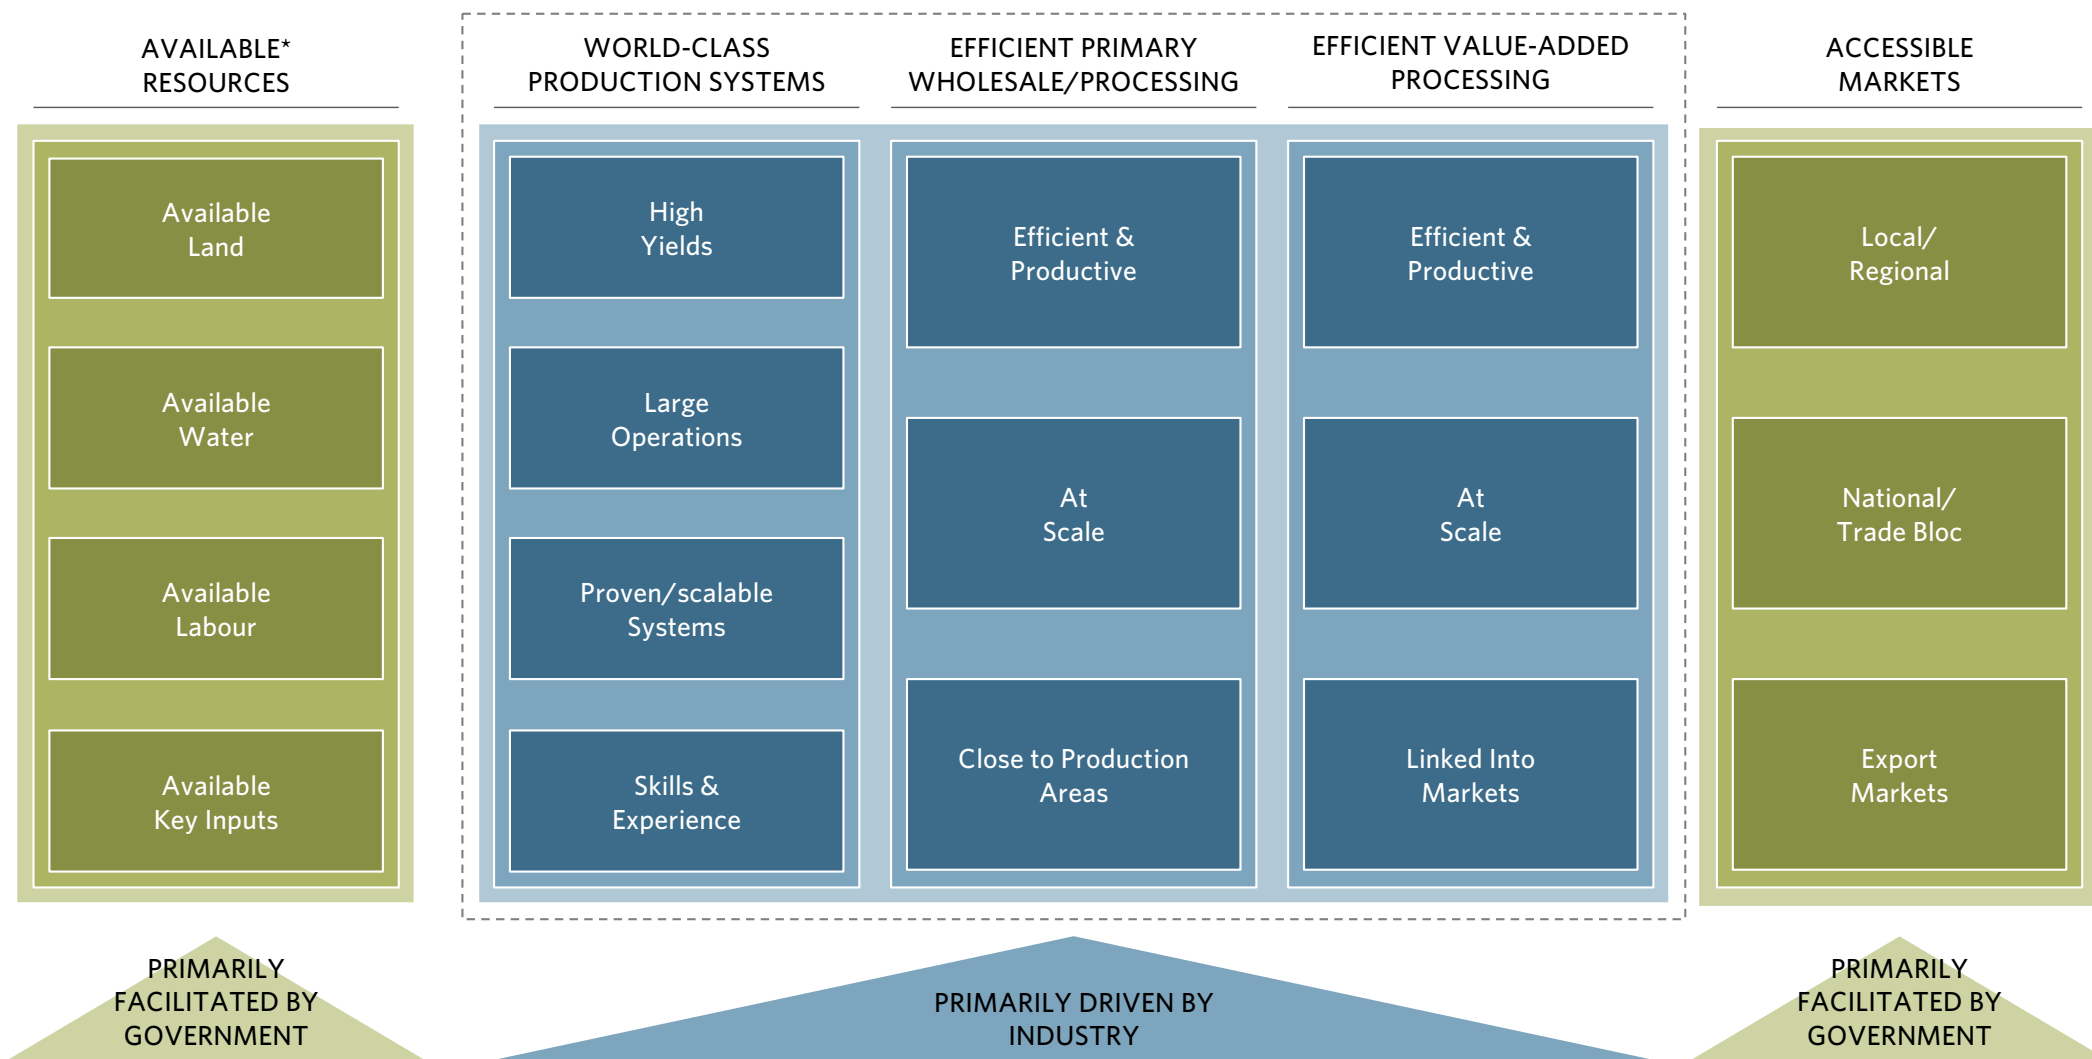 AVAILABLE*
RESOURCES
Available
Land
Available
Water
Available
Labour
Available
Key Inputs
PRIMARILY
FACILITATED BY
GOVERNMENT
WORLD-CLASS
PRODUCTION SYSTEMS
High
Yields
Large
Operations
Proven/scalable
Systems
Skills &
Experience
EFFICIENT PRIMARY
WHOLESALE/PROCESSING
Efficient &
Productive
At
Scale
Close to Production
Areas
EFFICIENT VALUE-ADDED
PROCESSING
Efficient &
Productive
At
Scale
Linked Into
Markets
PRIMARILY DRIVEN BY
INDUSTRY
ACCESSIBLE
MARKETS
Local/
Regional
National/
Trade Bloc
Export
Markets
PRIMARILY
FACILITATED BY
GOVERNMENT